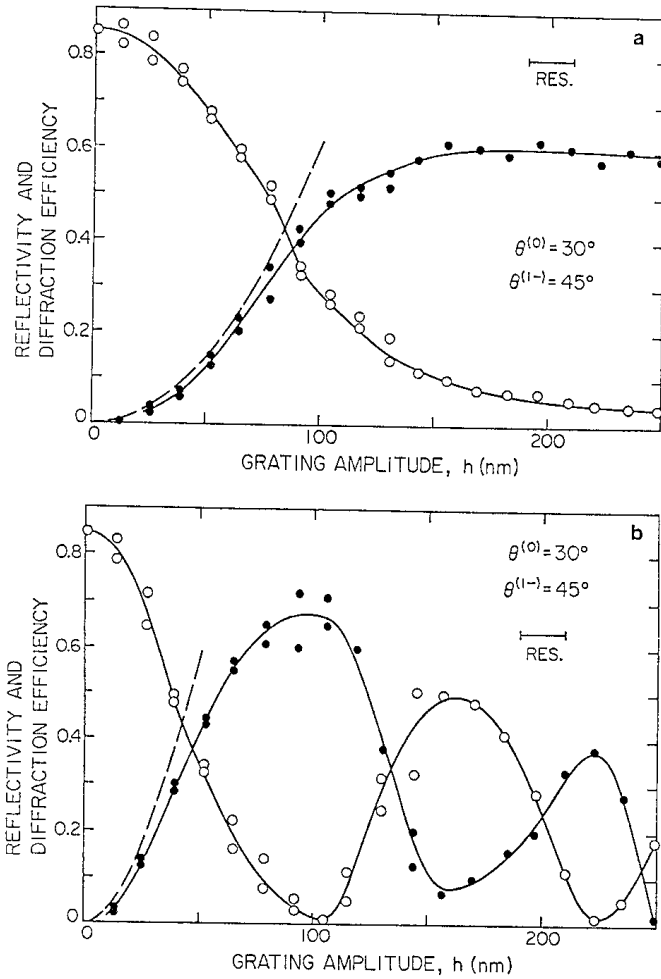 a
RES.
REFLECTIVITY AND
DIFFRACTION EFFICIENCY
0.8
0.6
0.4
0.2
0
θ(0) = 30°
θ(1-) = 45°
0
100
200
GRATING AMPLITUDE, h (nm)
b
θ(0) = 30°
θ(1-) = 45°
RES.
REFLECTIVITY AND
DIFFRACTION EFFICIENCY
0.8
0.6
0.4
0.2
0
0
100
200
GRATING AMPLITUDE, h (nm)